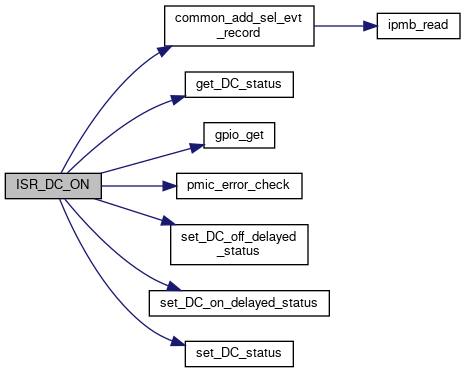 ISR_DC_ON
common_add_sel_evt
_record
ipmb_read
get_DC_status
gpio_get
pmic_error_check
set_DC_off_delayed
_status
set_DC_on_delayed_status
set_DC_status